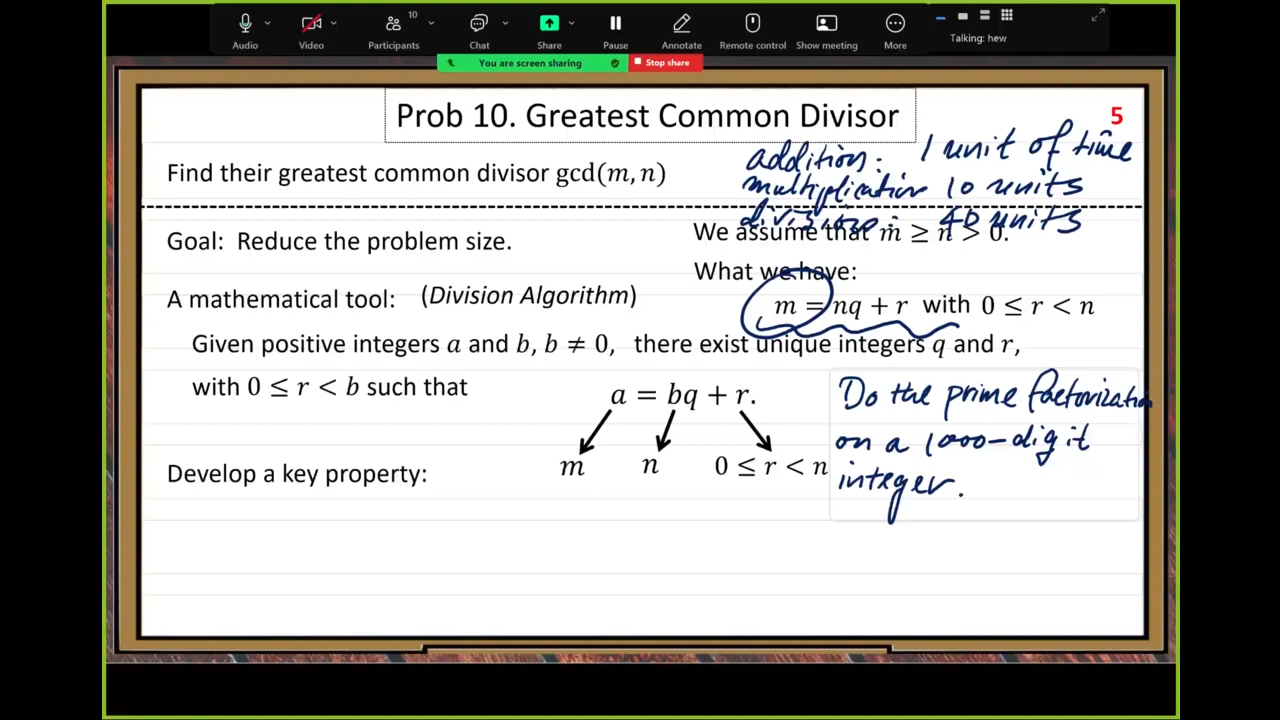 10
Audio Video Participants Chat Share Pause Annotate Remote control Show meeting More
Talking: hew
You are screen sharing Stop share
Prob 10. Greatest Common Divisor
5
addition: 1 unit of time
Find their greatest common divisor gcd(m, n)
multiplication 10 units
division: 40 units
Goal: Reduce the problem size.
We assume that m ≥ n > 0.
What we have:
A mathematical tool: (Division Algorithm)
m = nq + r with 0 ≤ r < n
Given positive integers a and b, b ≠ 0, there exist unique integers q and r,
with 0 ≤ r < b such that
a = bq + r.
Do the prime factorization
on a 1000-digit
integer.
m n 0 ≤ r < n
Develop a key property: